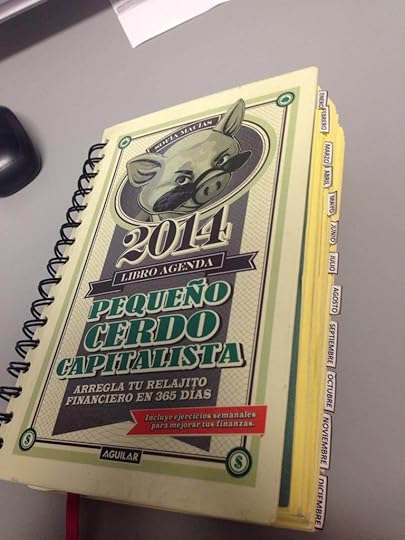 SOFÍA MACÍAS
2014
LIBRO AGENDA
PEQUEÑO
CERDO
CAPITALISTA
ARREGLA TU RELAJITO
FINANCIERO EN 365 DÍAS
Incluye ejercicios semanales
para mejorar tus finanzas.
AGUILAR
$
$
$
$
ENERO
FEBRERO
MARZO
ABRIL
MAYO
JUNIO
JULIO
AGOSTO
SEPTIEMBRE
OCTUBRE
NOVIEMBRE
DICIEMBRE